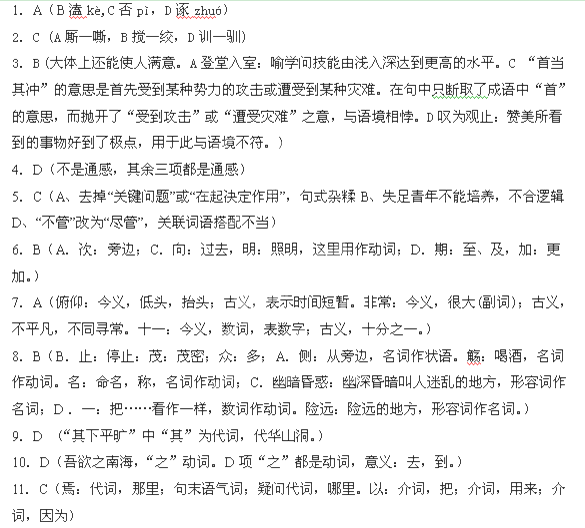 1．A（B 溘 kè,C 否 pì，D 诼 zhuó）
2．C (A 厮一嘶，B 搅一绞，D 训一驯)
3．B(大体上还能使人满意。A 登堂入室：喻学问技能由浅入深达到更高的水平。C “首当
其冲”的意思是首先受到某种势力的攻击或遭受到某种灾难。在句中只断取了成语中“首”
的意思，而抛开了“受到攻击”或“遭受灾难”之意，与语境相悖。D 叹为观止：赞美所看
到的事物好到了极点，用于此与语境不符。）
4．D（不是通感，其余三项都是通感）
5．C（A、去掉“关键问题”或“在起决定作用”，句式杂糅 B、失足青年不能培养，不合逻辑
D、“不管”改为“尽管”，关联词语搭配不当）
6．B（A．次：旁边；C．向：过去，明：照明，这里用作动词；D．期：至、及，加：更
加。）
7．A（俯仰：今义，低头，抬头；古义，表示时间短暂。非常：今义，很大(副词)；古义，
不平凡，不同寻常。十一：今义，数词，表数字；古义，十分之一。）
8．B（B．止：停止：茂：茂密；众：多；A．侧：从旁边，名词作状语。觞：喝酒，名词
作动词。名：命名，称，名词作动词；C．幽暗昏惑：幽深昏暗叫人迷乱的地方，形容词作
名词；D．一：把……看作一样，数词作动词。险远：险远的地方，形容词作名词。）
9．D （“其下平旷”中“其”为代词，代华山洞。）
10．D（吾欲之南海，“之”动词。D 项“之”都是动词，意义：去，到。）
11．C（焉：代词，那里；句末语气词；疑问代词，哪里。以：介词，把；介词，用来；介
词，因为）